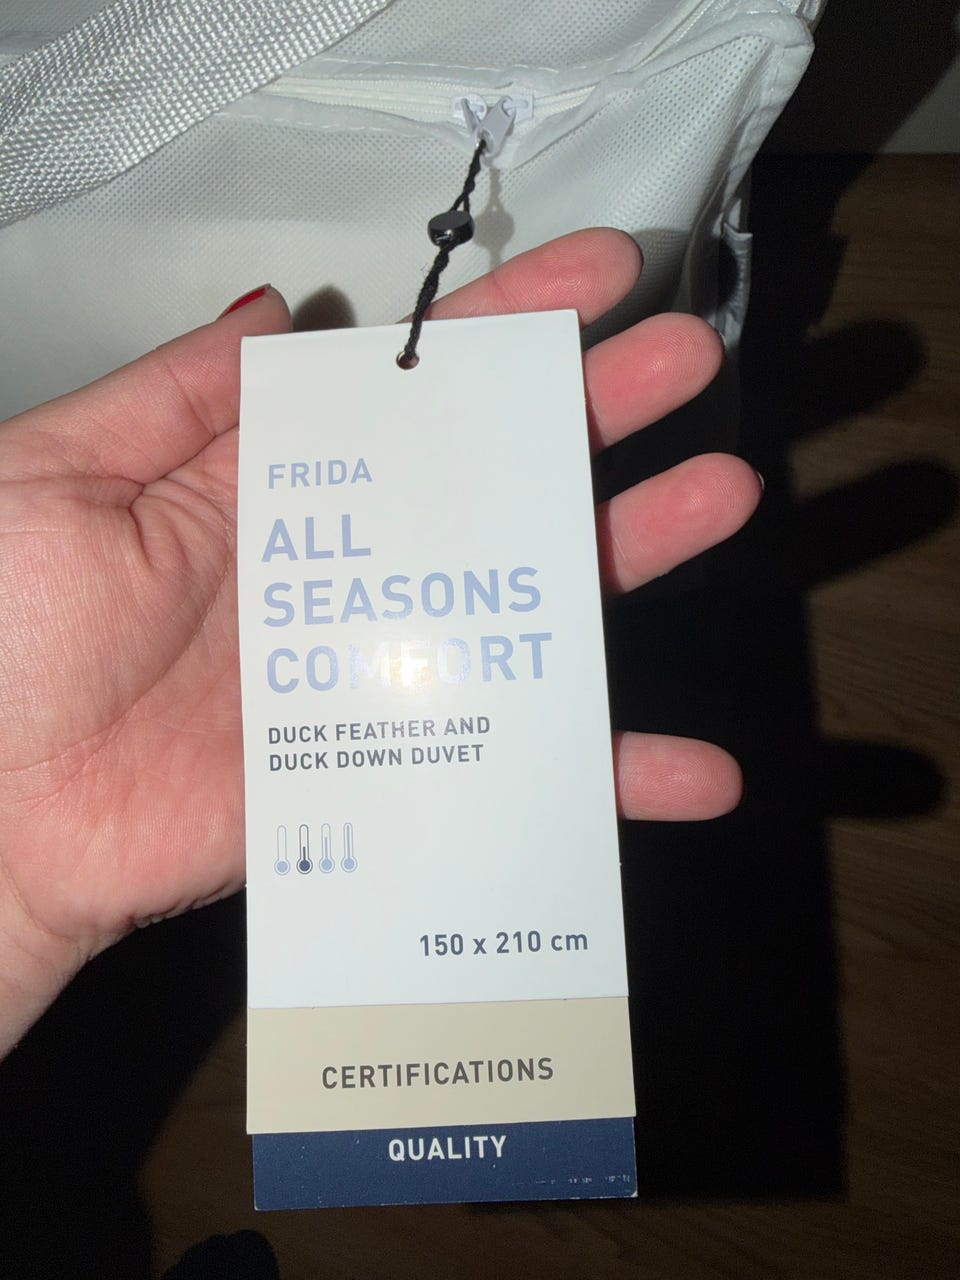 FRIDA
ALL
SEASONS
COMFORT
DUCK FEATHER AND
DUCK DOWN DUVET
150 x 210 cm
CERTIFICATIONS
QUALITY